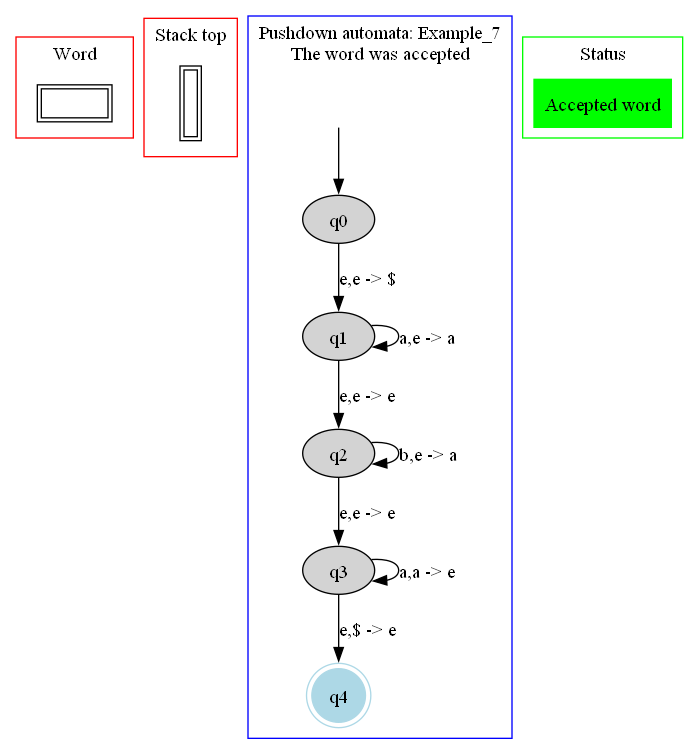 Word
Stack top
Pushdown automata: Example_7
The word was accepted
Status
Accepted word
q0
e,e -> $
q1
a,e -> a
e,e -> e
q2
b,e -> a
e,e -> e
q3
a,a -> e
e,$ -> e
q4